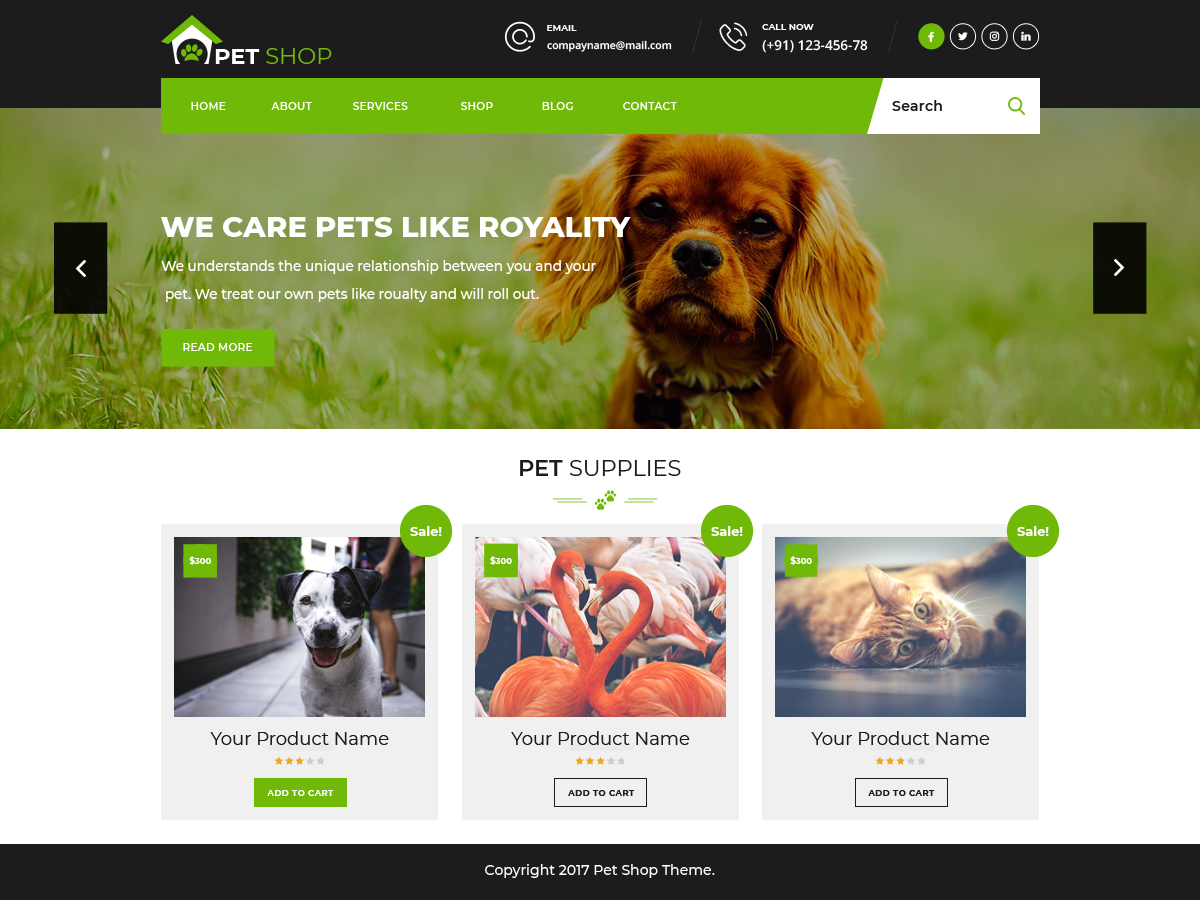 PET SHOP
EMAIL
compayname@mail.com
CALL NOW
(+91) 123-456-78
HOME ABOUT SERVICES SHOP BLOG CONTACT
Search
WE CARE PETS LIKE ROYALITY
We understands the unique relationship between you and your
pet. We treat our own pets like roualty and will roll out.
READ MORE
PET SUPPLIES
Sale!
$300
Your Product Name
ADD TO CART
Sale!
$300
Your Product Name
ADD TO CART
Sale!
$300
Your Product Name
ADD TO CART
Copyright 2017 Pet Shop Theme.